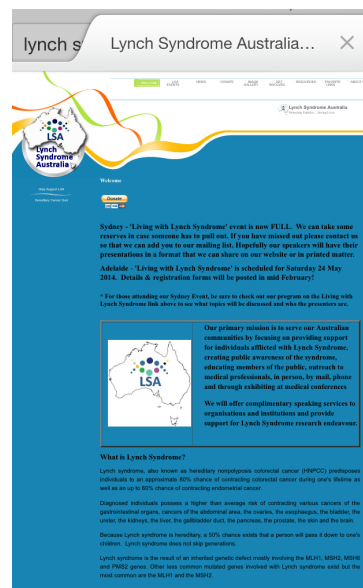 lynch s
Lynch Syndrome Australia...
DONATE
RESOURCES
Lynch Syndrome Australia
LSA
Lynch
Syndrome
Australia
Welcome
Donate
Sydney - 'Living with Lynch Syndrome' event is now FULL. We can take some
reserves in case someone has to pull out. If you have missed out please contact us
so that we can add you to our mailing list. Hopefully our speakers will have their
presentations in a format that we can share on our website or in printed matter.
Adelaide - 'Living with Lynch Syndrome' is scheduled for Saturday 24 May
2014. Details & registration forms will be posted in mid February!
* For those attending our Sydney Event, be sure to check out our program on the Living with
Lynch Syndrome link above to see what topics will be discussed and who the presenters are.
LSA
Our primary mission is to serve our Australian
communities by focusing on providing support
for individuals afflicted with Lynch Syndrome,
creating public awareness of the syndrome,
educating members of the public, outreach to
medical professionals, in person, by mail, phone
and through exhibiting at medical conferences
We will offer complimentary speaking services to
organisations and institutions and provide
support for Lynch Syndrome research endeavour.
What is Lynch Syndrome?
Lynch syndrome, also known as hereditary nonpolyposis colorectal cancer (HNPCC) predisposes
individuals to an approximate 80% chance of contracting colorectal cancer during one's lifetime as
well as an up to 60% chance of contracting endometrial cancer.
Diagnosed individuals possess a higher than average risk of contracting various cancers of the
gastrointestinal organs, cancers of the abdominal area, the ovaries, the esophagus, the bladder, the
ureter, the kidneys, the liver, the gallbladder duct, the pancreas, the prostate, the skin and the brain
Because Lynch syndrome is hereditary, a 50% chance exists that a person will pass it down to one's
children. Lynch syndrome does not skip generations.
Lynch syndrome is the result of an inherited genetic defect mostly involving the MLH1, MSH2, MSH6
and PMS2 genes. Other less common mutated genes involved with Lynch syndrome exist but the
most common are the MLH1 and the MSH2.